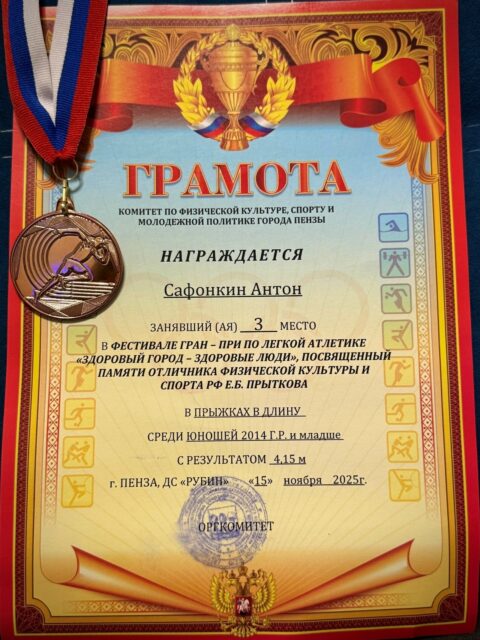 ГРАМОТА
КОМИТЕТ ПО ФИЗИЧЕСКОЙ КУЛЬТУРЕ, СПОРТУ И
МОЛОДЕЖНОЙ ПОЛИТИКЕ ГОРОДА ПЕНЗЫ
НАГРАЖДАЕТСЯ
Сафонкин Антон
ЗАНЯВШИЙ (АЯ) 3 МЕСТО
В ФЕСТИВАЛЕ ГРАН – ПРИ ПО ЛЕГКОЙ АТЛЕТИКЕ
«ЗДОРОВЫЙ ГОРОД – ЗДОРОВЫЕ ЛЮДИ», ПОСВЯЩЕННЫЙ
ПАМЯТИ ОТЛИЧНИКА ФИЗИЧЕСКОЙ КУЛЬТУРЫ И
СПОРТА РФ Е.Б. ПРЫТКОВА
В ПРЫЖКАХ В ДЛИНУ
СРЕДИ ЮНОШЕЙ 2014 Г.Р. и младше
С РЕЗУЛЬТАТОМ 4,15 м
г. ПЕНЗА, ДС «РУБИН» «15» ноября 2025г.
ОРГКОМИТЕТ